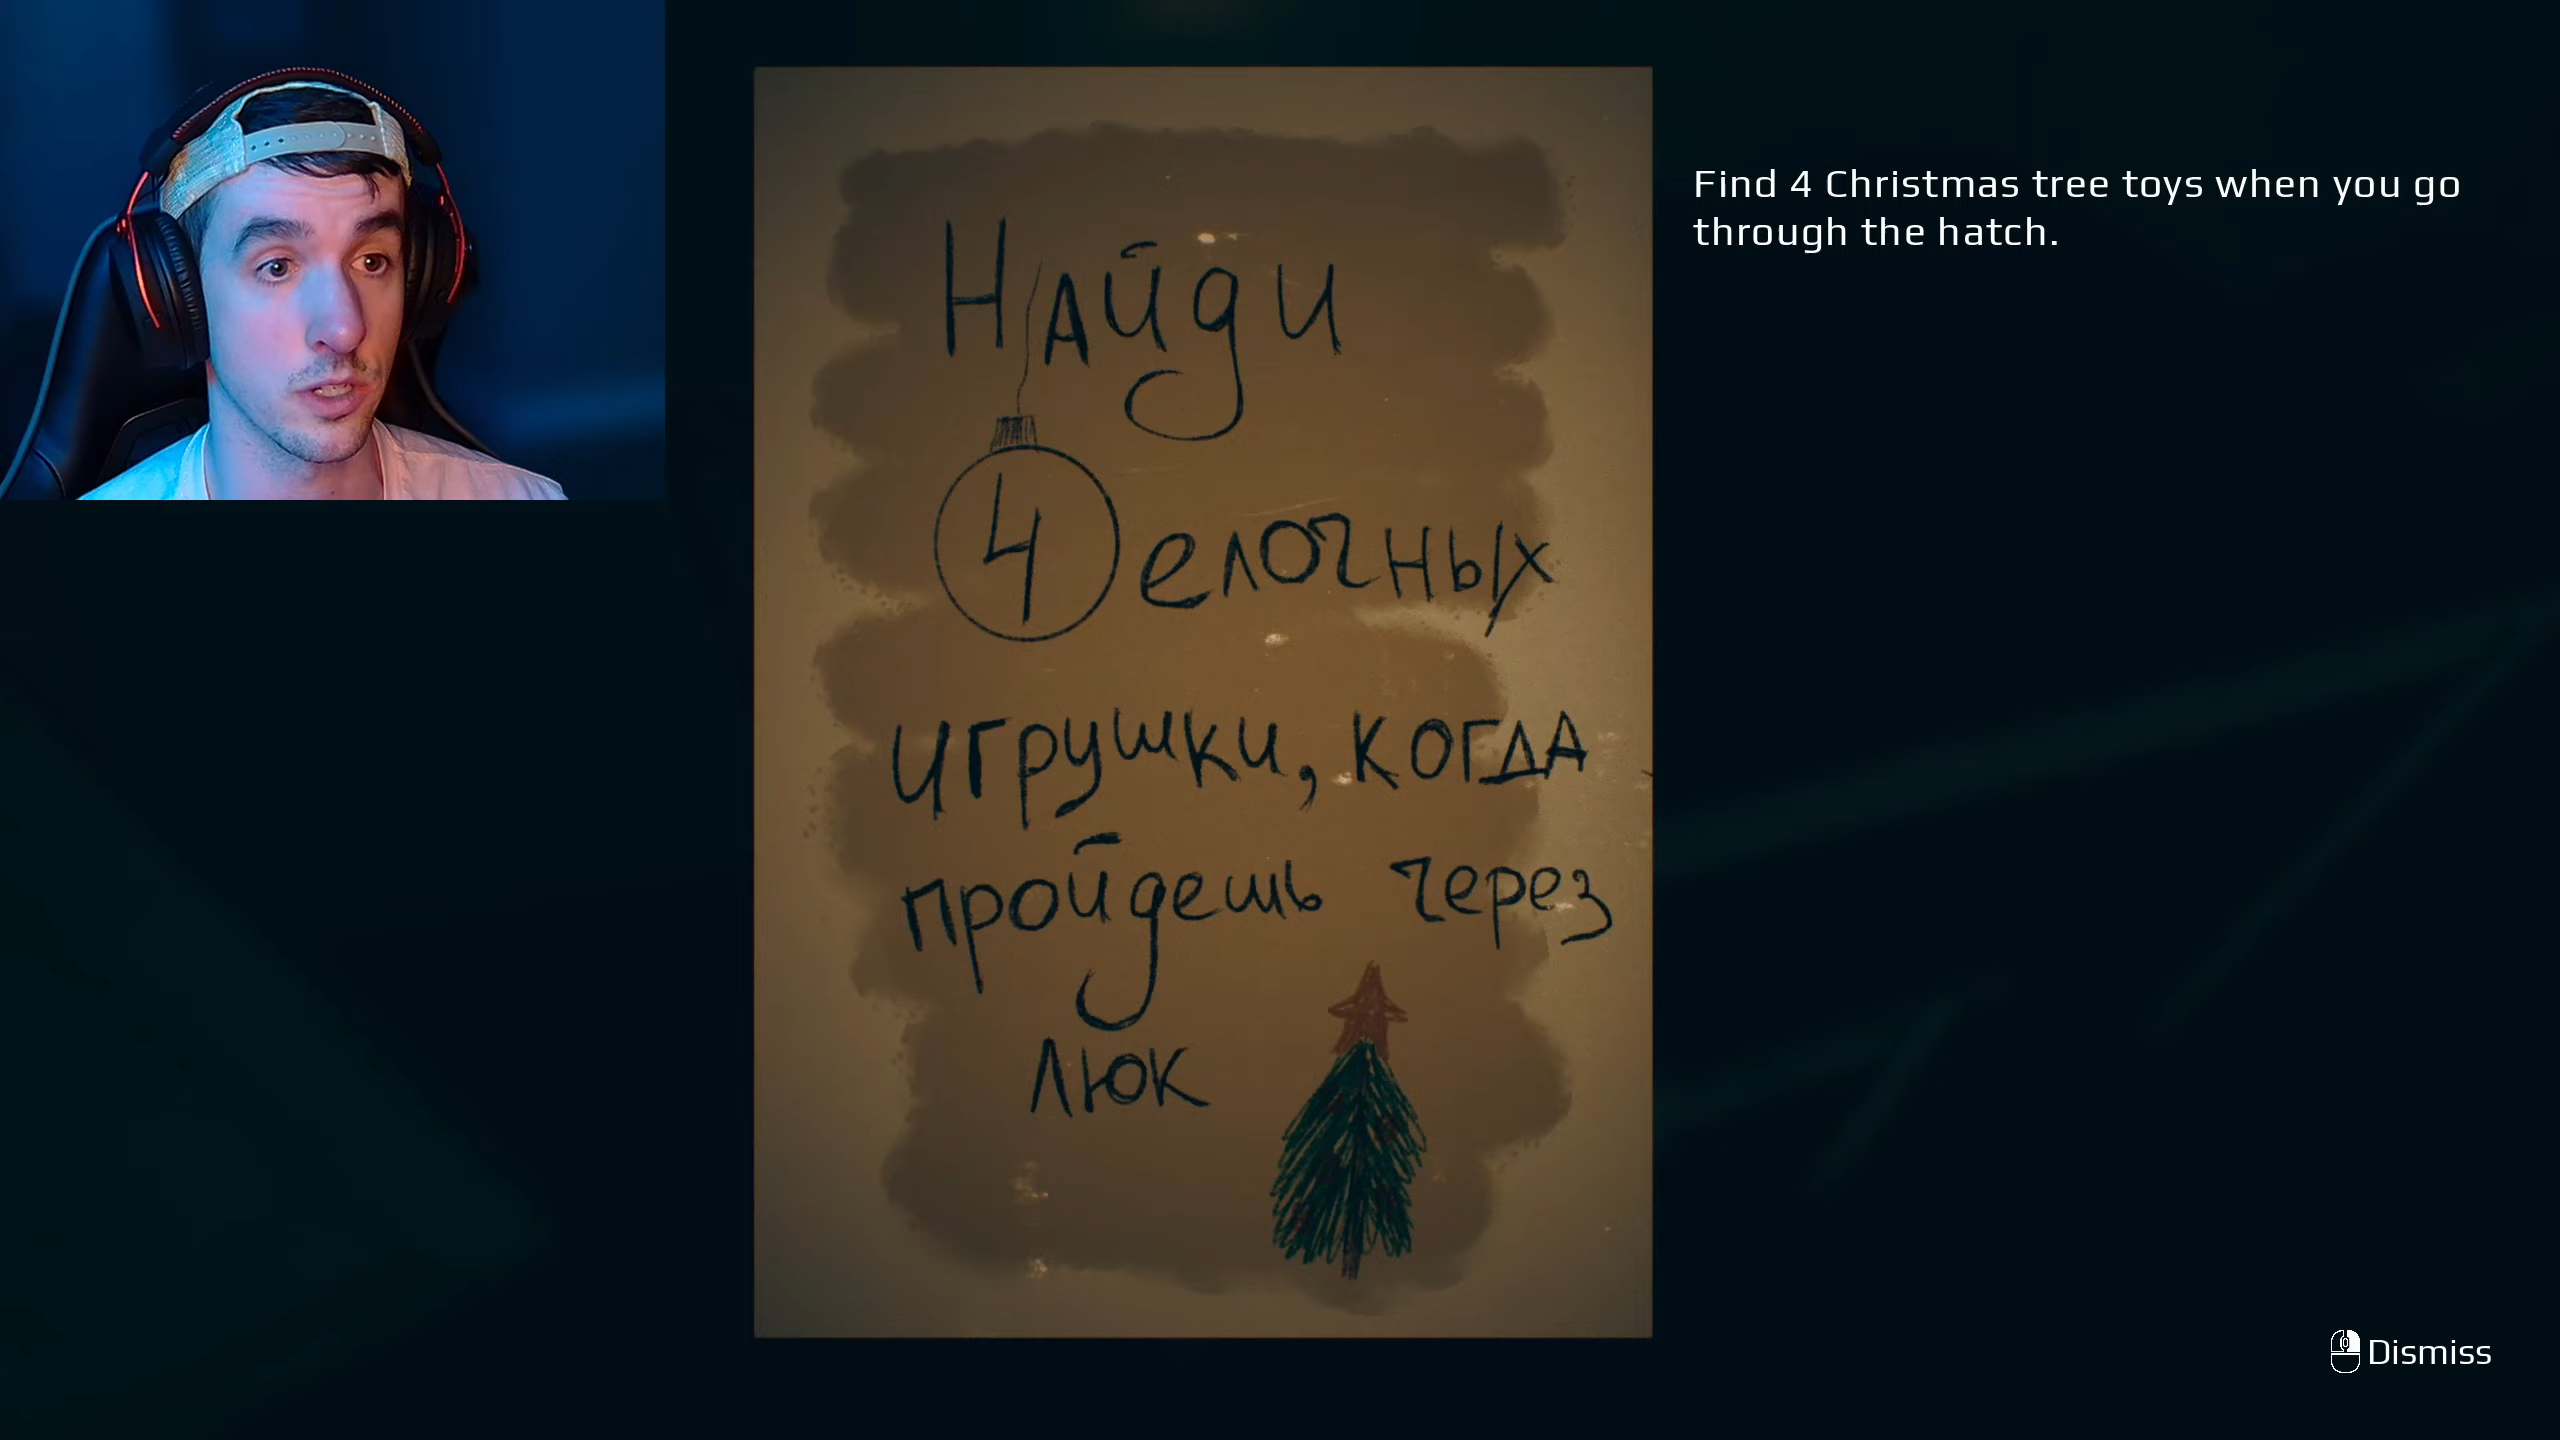 Найди
4 елочных
игрушки, когда
пройдешь через
люк
Find 4 Christmas tree toys when you go
through the hatch.
Dismiss